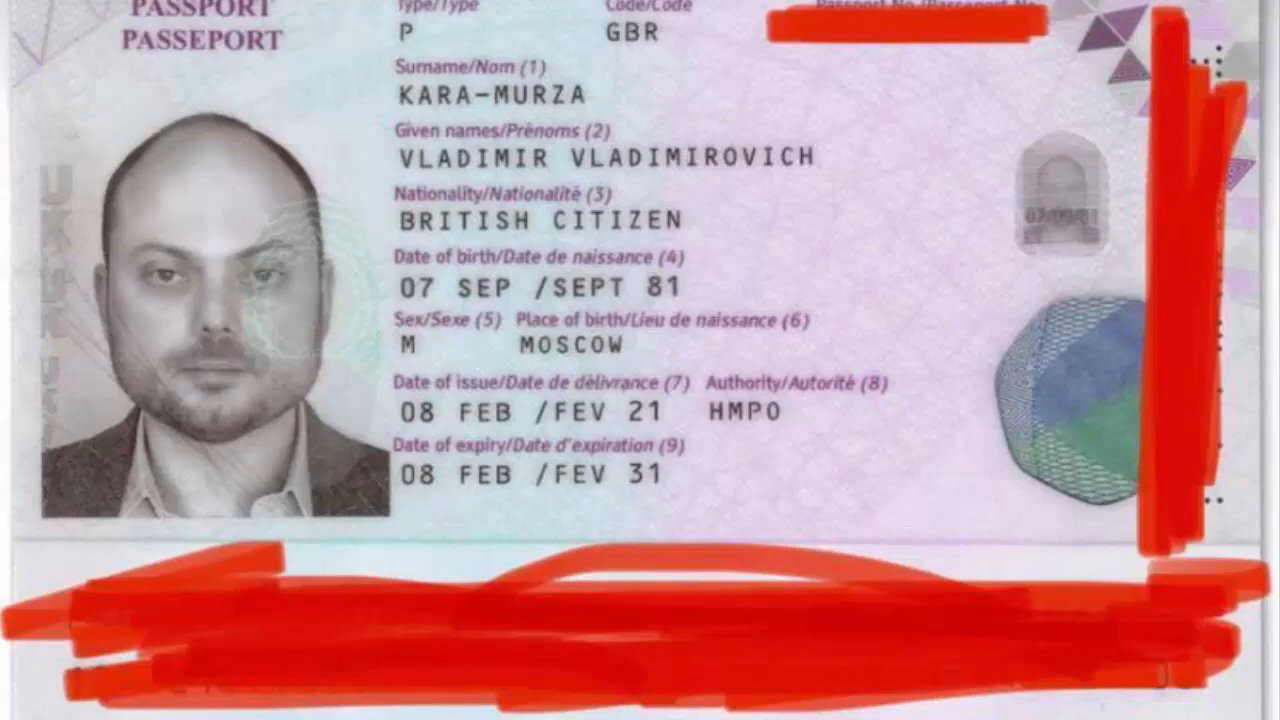 PASSPORT
PASSEPORT
Type/Type
Code/Code
P
GBR
Surname/Nom (1)
KARA-MURZA
Given names/Prénoms (2)
VLADIMIR VLADIMIROVICH
Nationality/Nationalité (3)
BRITISH CITIZEN
Date of birth/Date de naissance (4)
07 SEP /SEPT 81
Sex/Sexe (5) Place of birth/Lieu de naissance (6)
M MOSCOW
Date of issue/Date de délivrance (7) Authority/Autorité (8)
08 FEB /FEV 21 HMPO
Date of expiry/Date d'expiration (9)
08 FEB /FEV 31